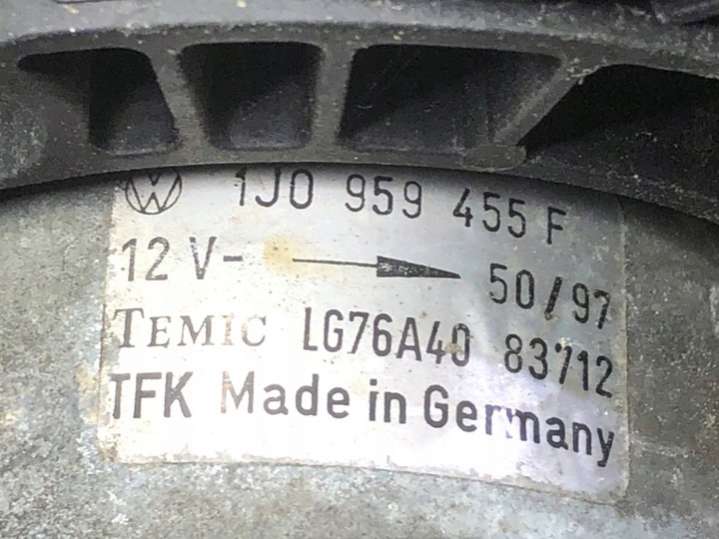 1J0 959 455 F
12 V- 50/97
TEMIC LG76A40 83712
TFK Made in Germany